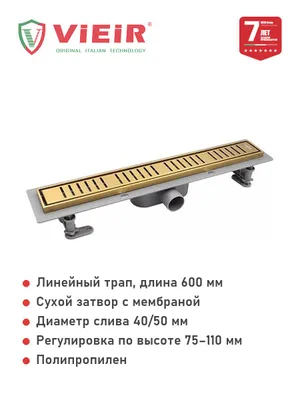 VIEIR
ORIGINAL ITALIAN TECHNOLOGY
7 ЛЕТ
Линейный трап, длина 600 мм
Сухой затвор с мембраной
Диаметр слива 40/50 мм
Регулировка по высоте 75–110 мм
Полипропилен